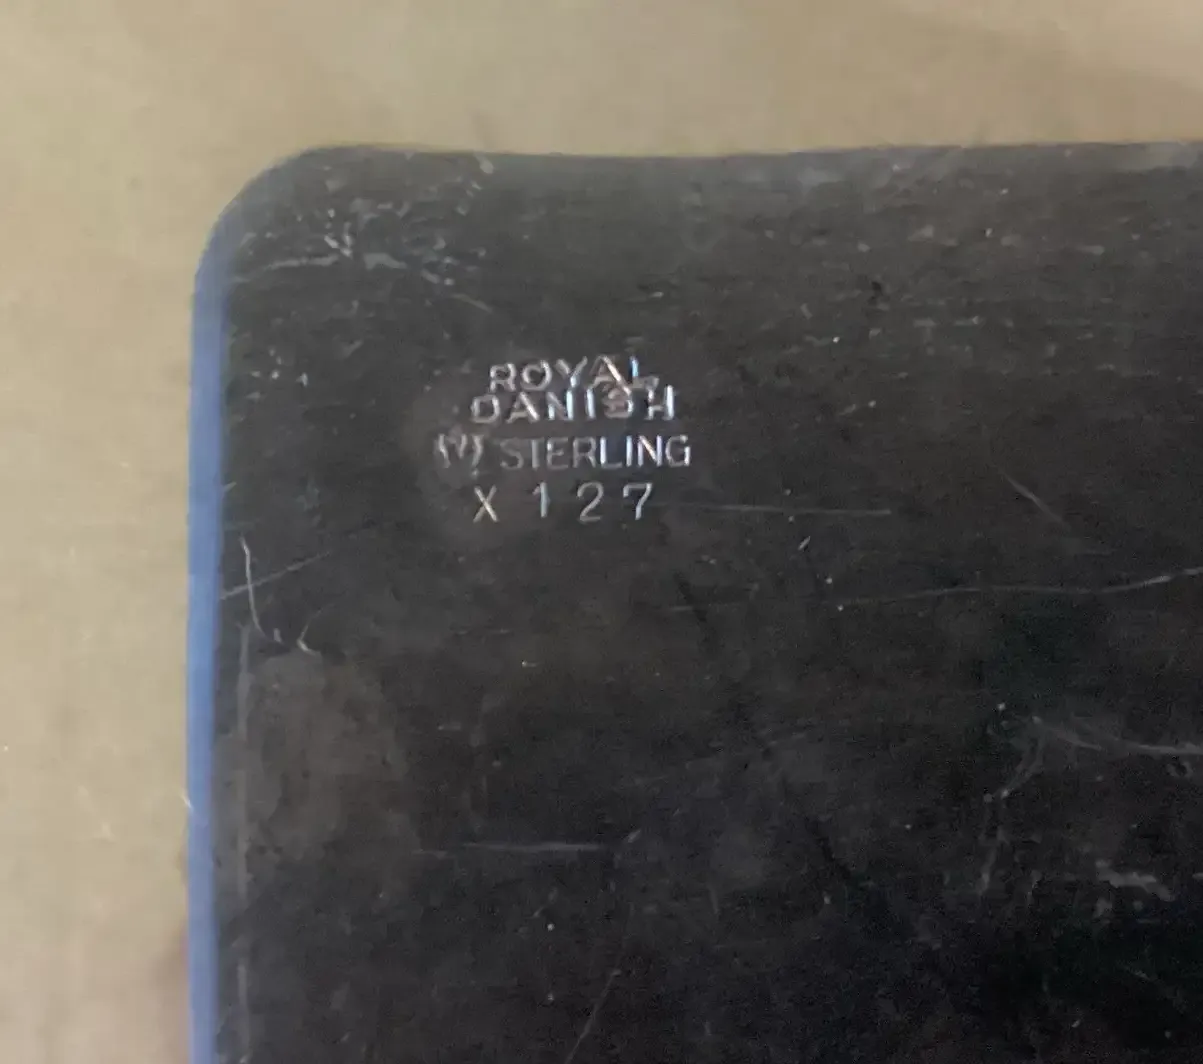 ROYAL
DANISH
STERLING
X 127